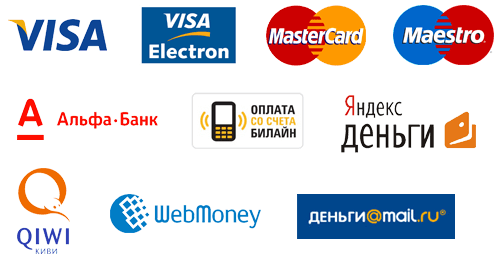 VISA
VISA
Electron
MasterCard
Maestro
А
Альфа·Банк
ОПЛАТА
СО СЧЕТА
БИЛАЙН
Яндекс
деньги
QIWI
КИВИ
WebMoney
деньги@mail.ru®